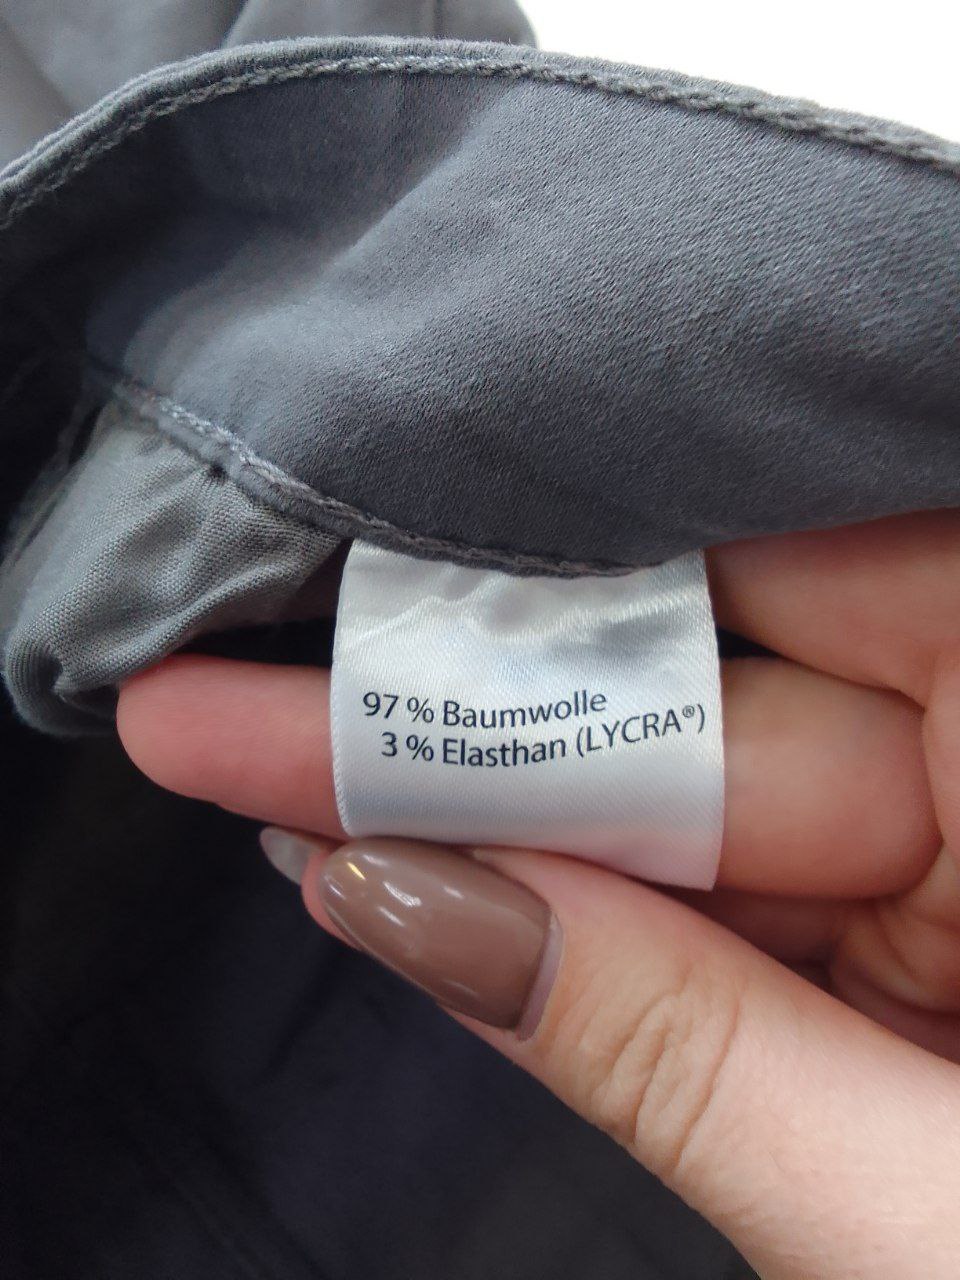 97 % Baumwolle
3 % Elasthan (LYCRA®)